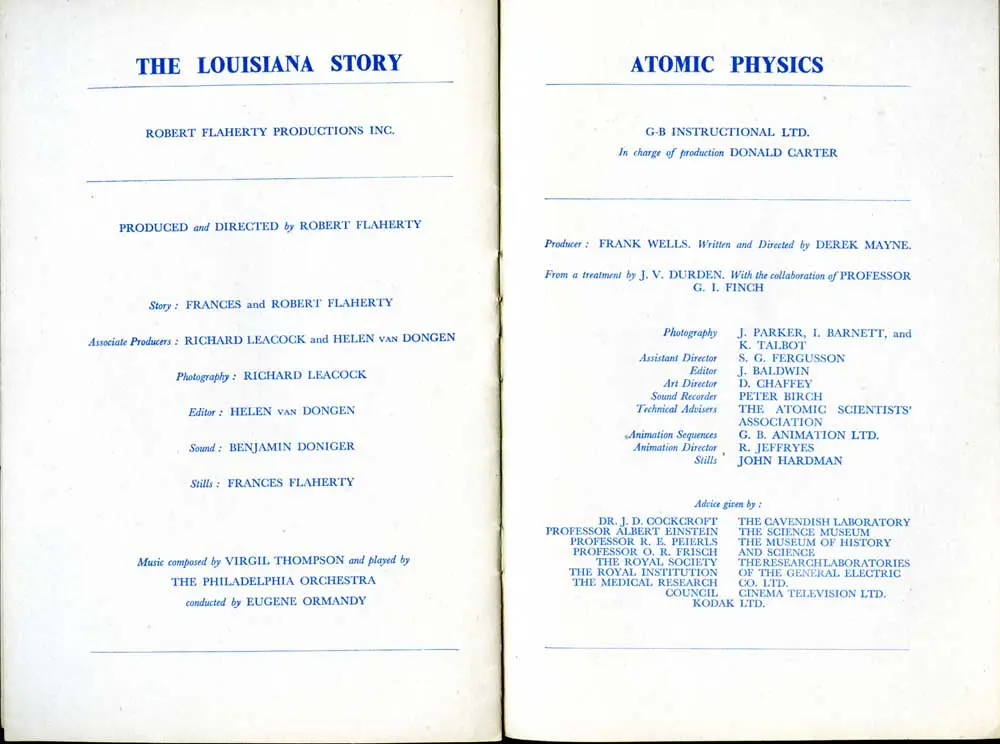 THE LOUISIANA STORY
ROBERT FLAHERTY PRODUCTIONS INC.
PRODUCED and DIRECTED by ROBERT FLAHERTY
Story : FRANCES and ROBERT FLAHERTY
Associate Producers : RICHARD LEACOCK and HELEN VAN DONGEN
Photography : RICHARD LEACOCK
Editor : HELEN VAN DONGEN
Sound : BENJAMIN DONIGER
Stills : FRANCES FLAHERTY
Music composed by VIRGIL THOMPSON and played by
THE PHILADELPHIA ORCHESTRA
conducted by EUGENE ORMANDY
ATOMIC PHYSICS
G-B INSTRUCTIONAL LTD.
In charge of production DONALD CARTER
Producer : FRANK WELLS. Written and Directed by DEREK MAYNE.
From a treatment by J. V. DURDEN. With the collaboration of PROFESSOR
G. I. FINCH
Photography J. PARKER, I. BARNETT, and
K. TALBOT
Assistant Director S. G. FERGUSSON
Editor J. BALDWIN
Art Director D. CHAFFEY
Sound Recorder PETER BIRCH
Technical Advisers THE ATOMIC SCIENTISTS'
ASSOCIATION
Animation Sequences G. B. ANIMATION LTD.
Animation Director R. JEFFRYES
Stills JOHN HARDMAN
Advice given by :
DR. J. D. COCKCROFT THE CAVENDISH LABORATORY
PROFESSOR ALBERT EINSTEIN THE SCIENCE MUSEUM
PROFESSOR R. E. PEIERLS THE MUSEUM OF HISTORY
PROFESSOR O. R. FRISCH AND SCIENCE
THE ROYAL SOCIETY THE RESEARCH LABORATORIES
THE ROYAL INSTITUTION OF THE GENERAL ELECTRIC
THE MEDICAL RESEARCH CO. LTD.
COUNCIL CINEMA TELEVISION LTD.
KODAK LTD.